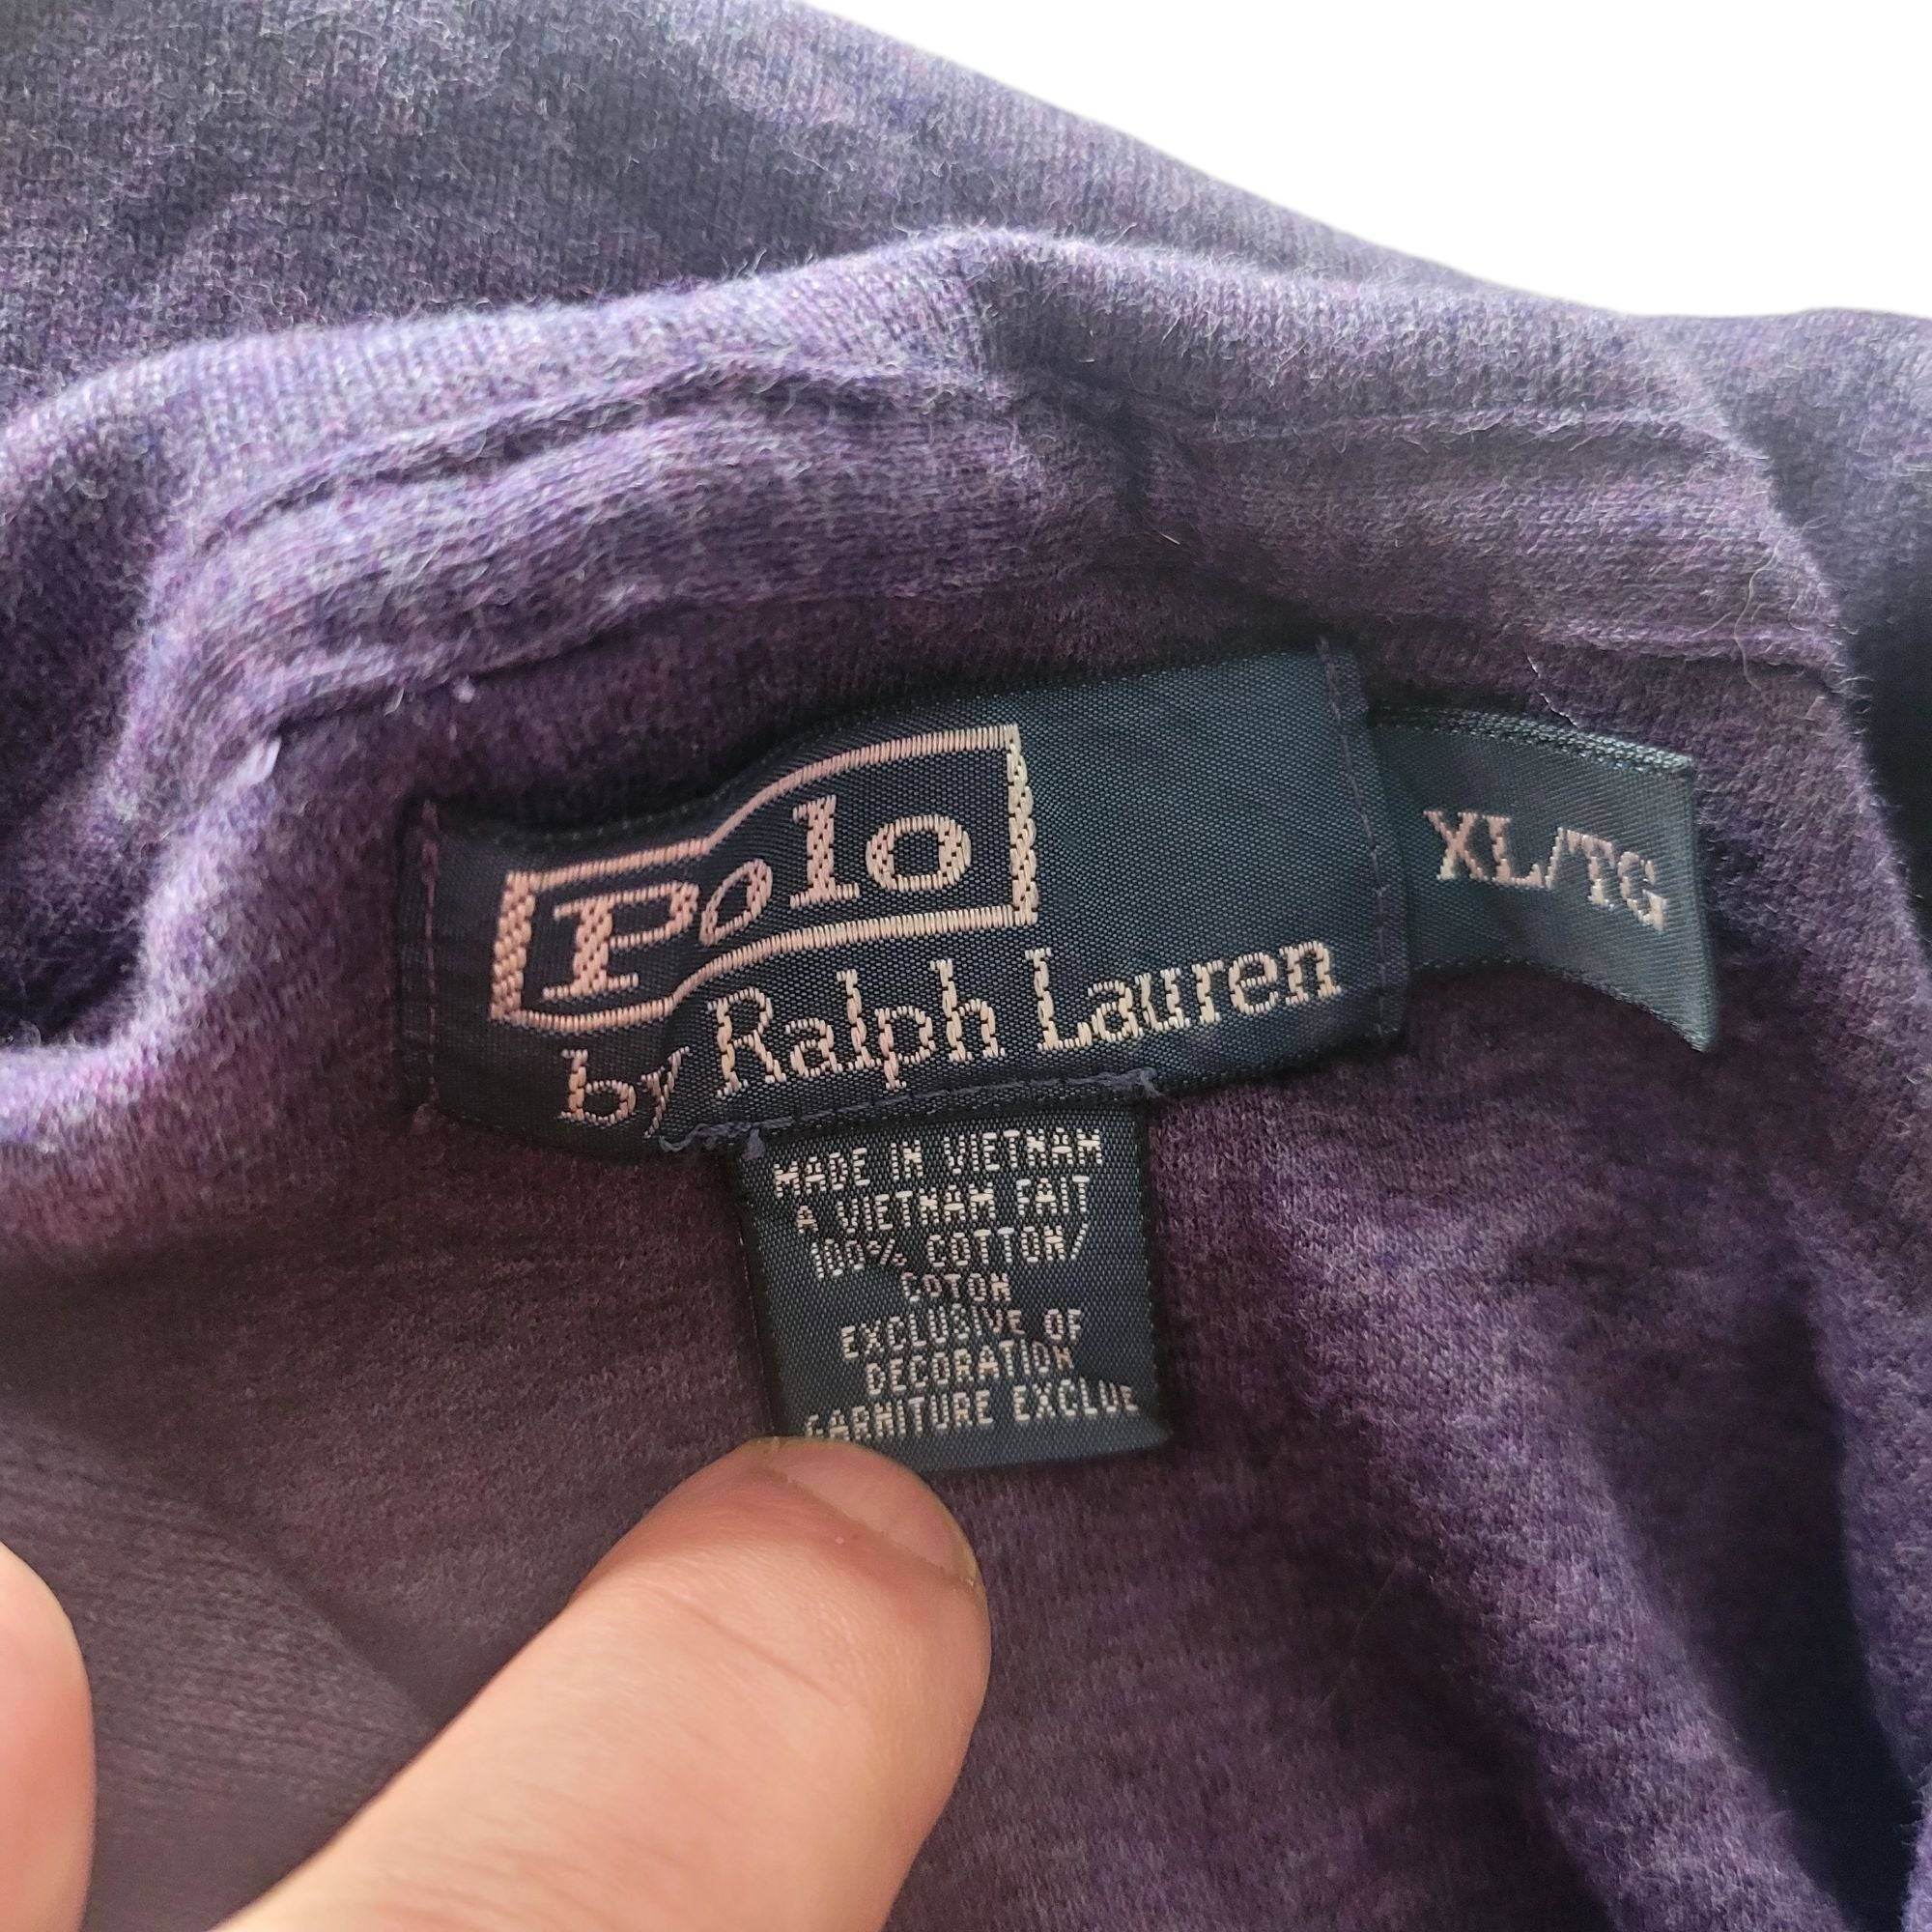 Polo
by Ralph Lauren
XL/TG
MADE IN VIETNAM
A VIETNAM FAIT
100% COTTON/
COTON
EXCLUSIVE OF
DECORATION
GARNITURE EXCLUE